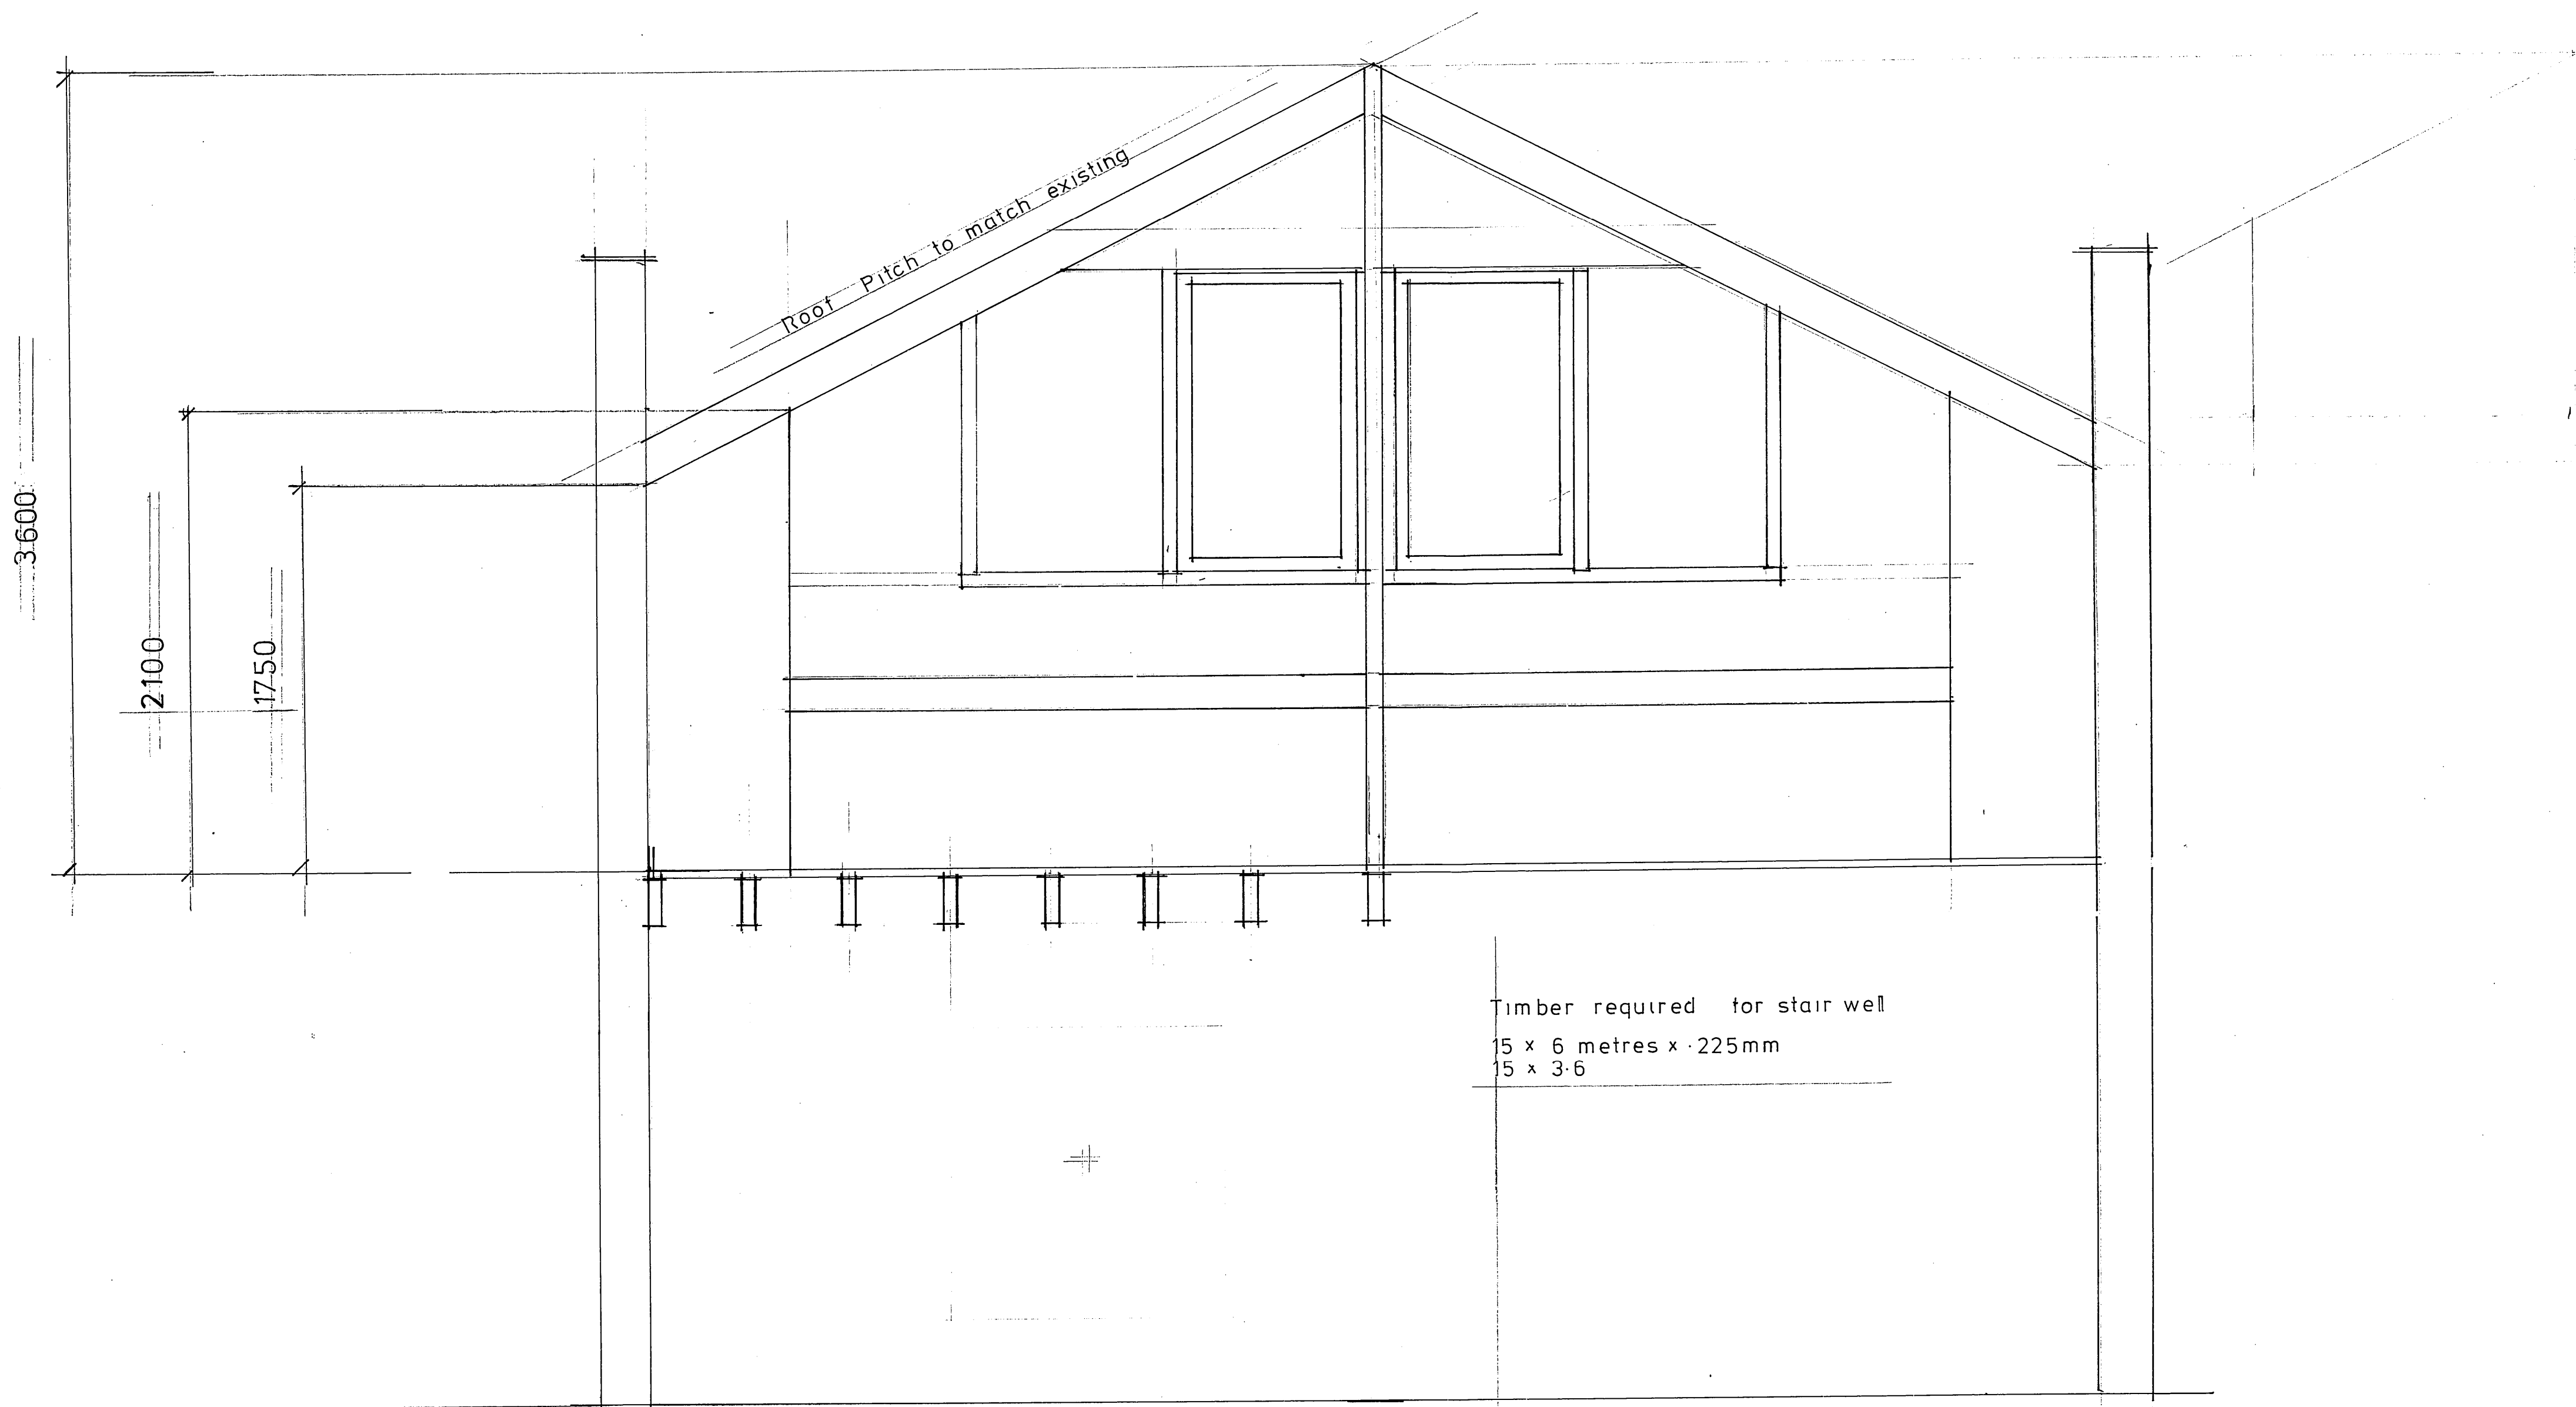 Roof Pitch to match existing
3600
2100
1750
Timber required for stair well
15 x 6 metres x ·225mm
15 x 3·6